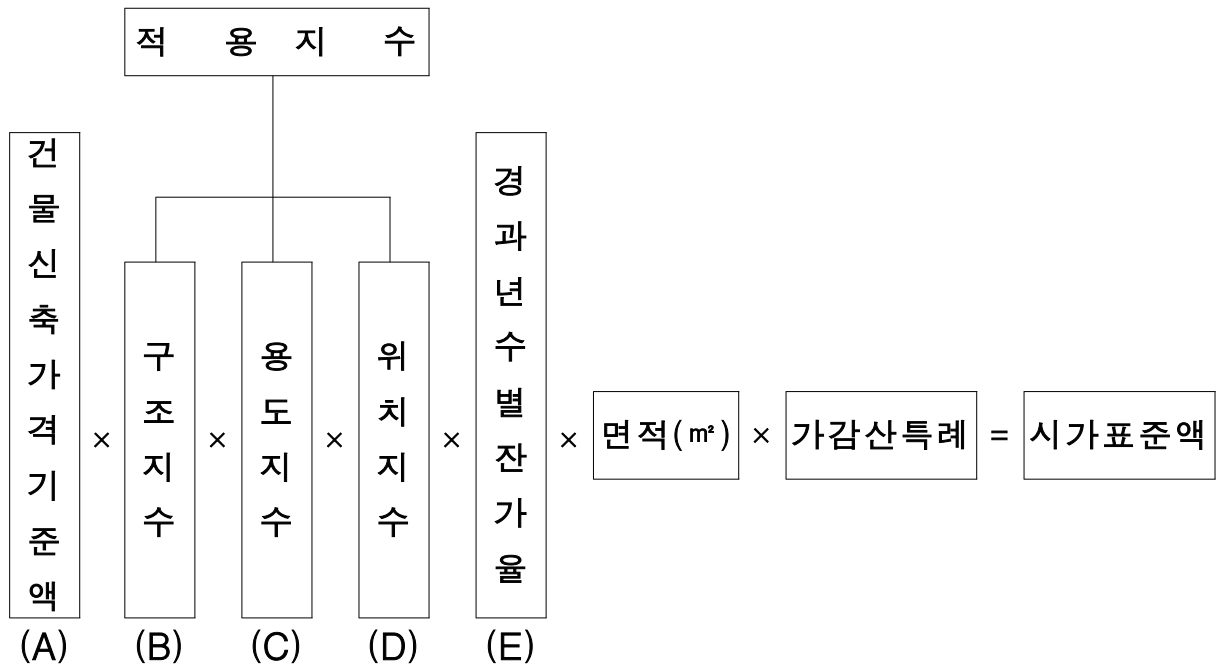 적 용 지 수
건물신축가격기준액
×
구조지수
×
용도지수
×
위치지수
×
경과년수별잔가율
×
면적(㎡)
×
가감산특례
=
시가표준액
(A) (B) (C) (D) (E)